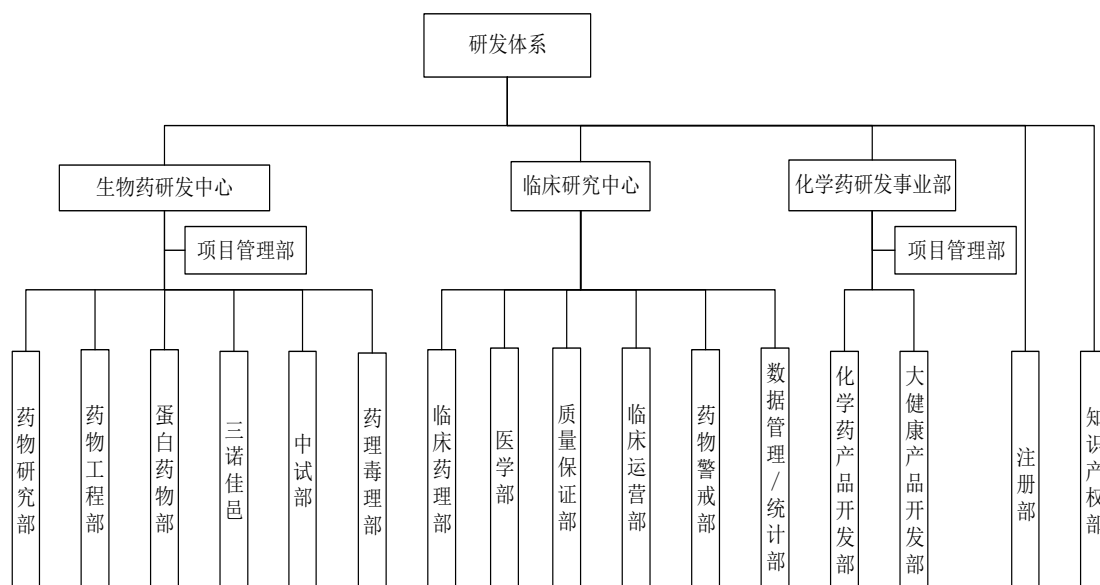 研发体系
生物药研发中心
临床研究中心
化学药研发事业部
项目管理部
项目管理部
药物研究部
药物工程部
蛋白药物部
三诺佳邑
中试部
药理毒理部
临床药理部
医学部
质量保证部
临床运营部
药物警戒部
数据管理/统计部
化学药产品开发部
大健康产品开发部
注册部
知识产权部